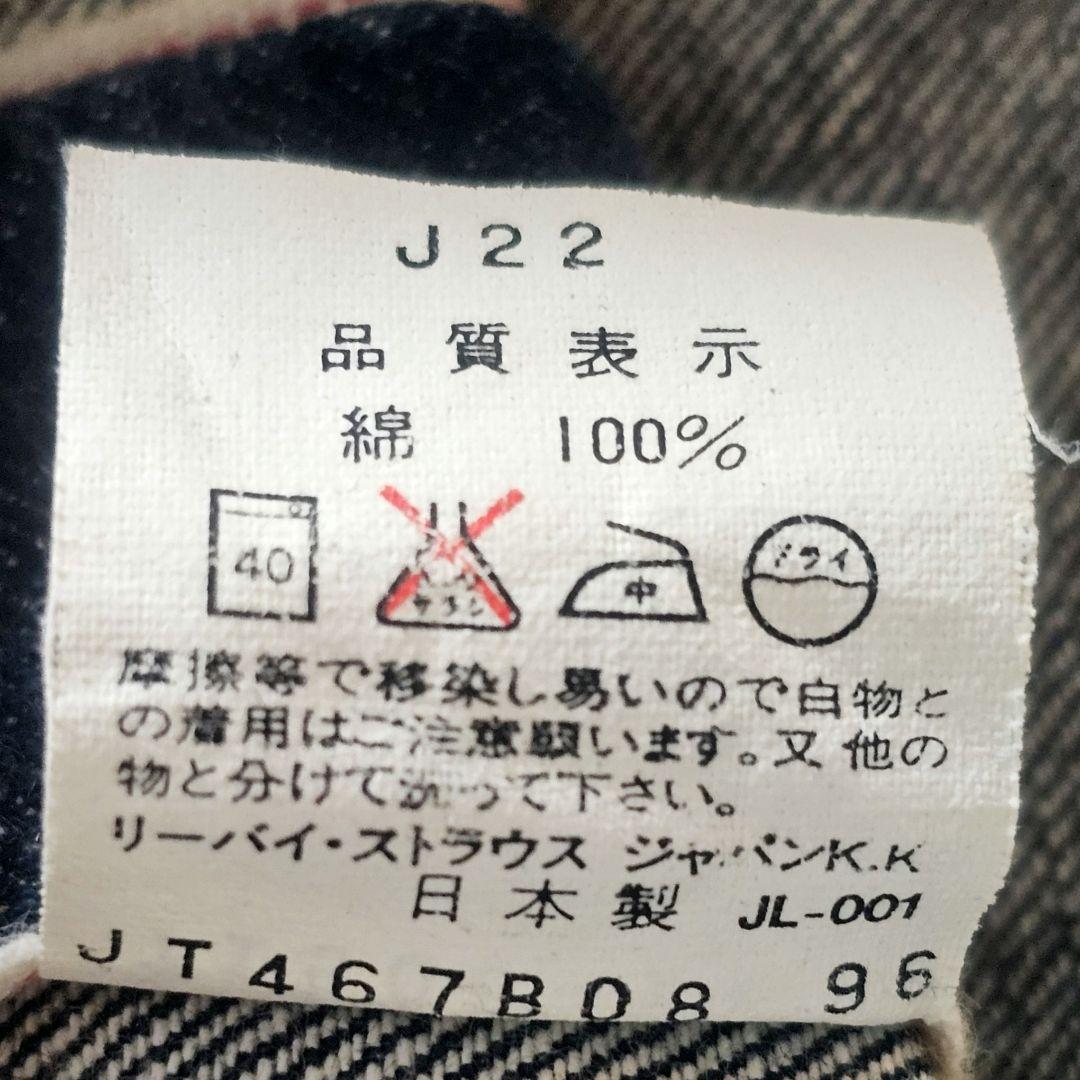 J22
品質表示
綿 100%
40 サラシ 中 ドライ
摩擦等で移染し易いので白物と
の着用はご注意願います。又他の
物と分けて洗って下さい。
リーバイ・ストラウス ジャパンK.K
日本製 JL-001
JT467B08 96